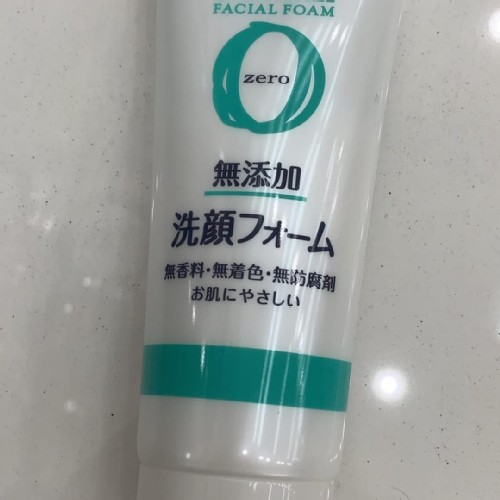 FACIAL FOAM
zero
無添加
洗顔フォーム
無香料・無着色・無防腐剤
お肌にやさしい